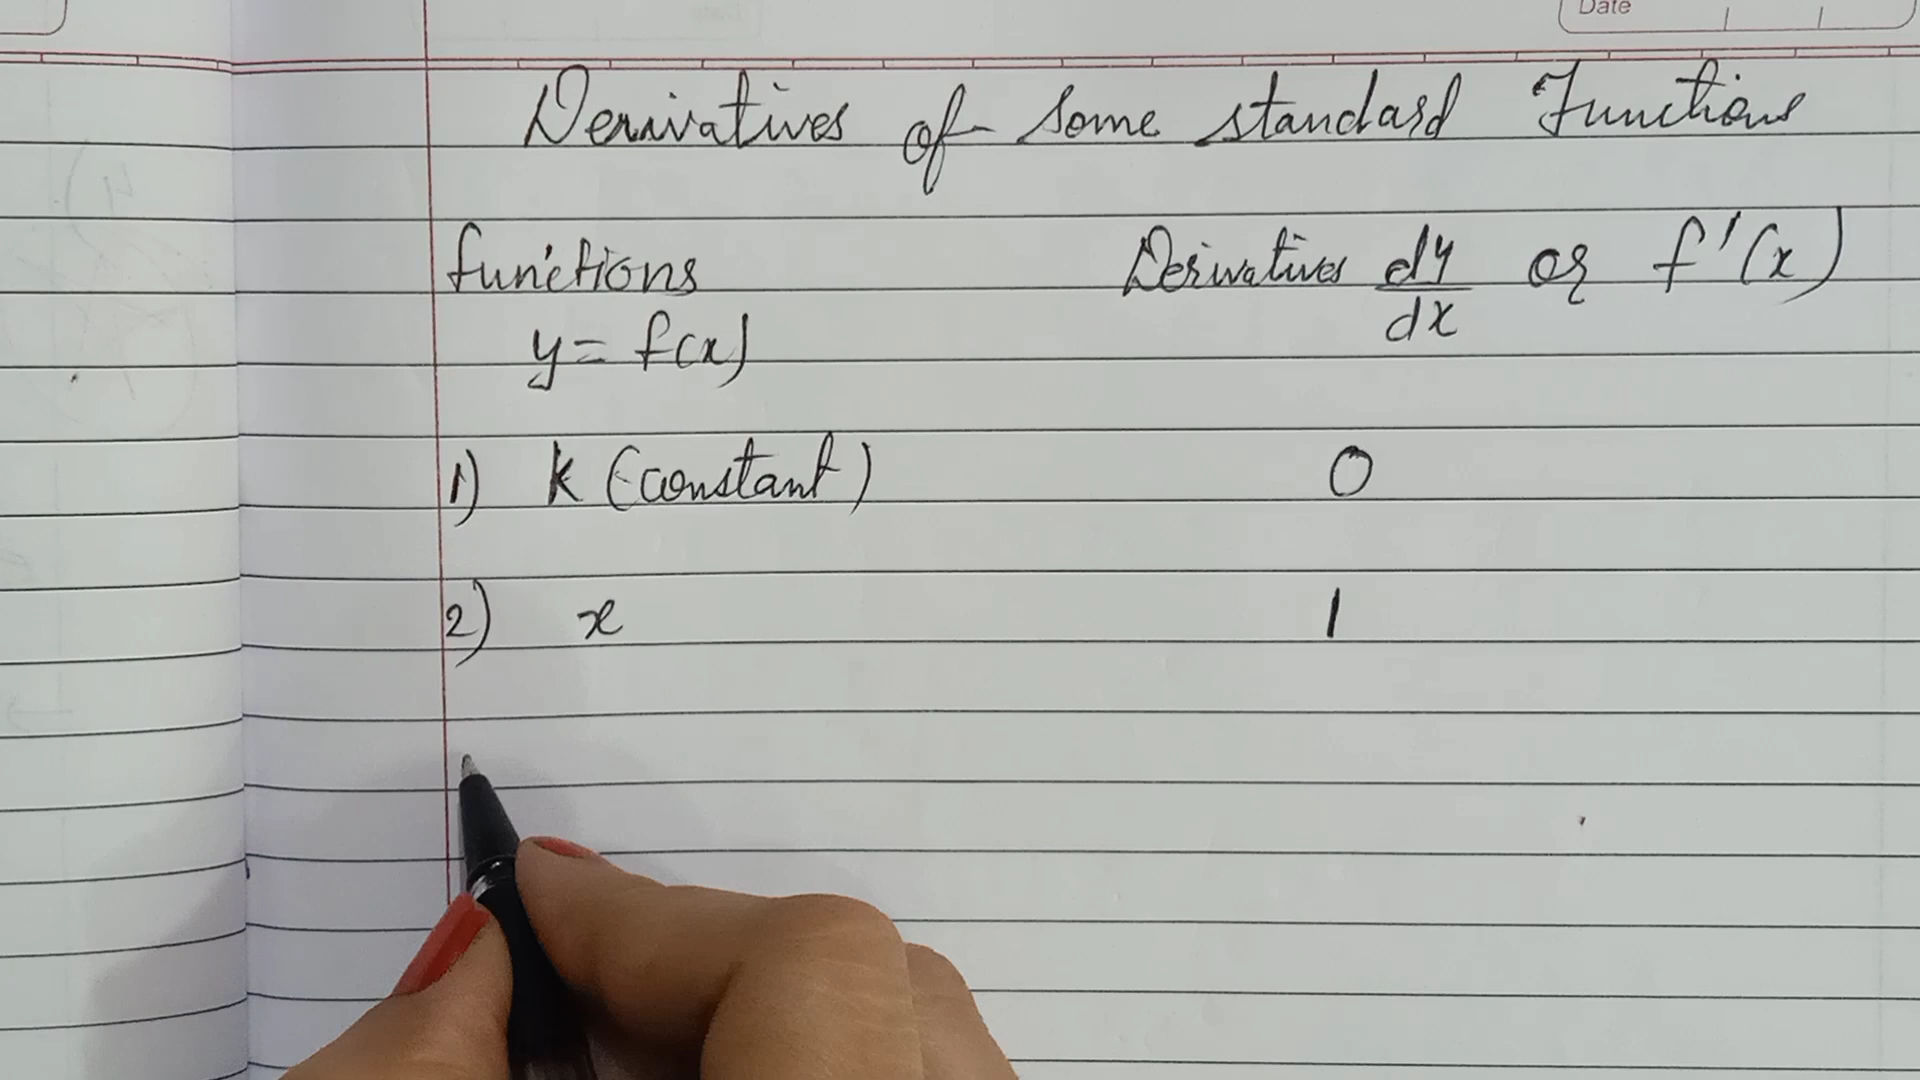 Date
Derivatives of some standard Functions
functions Derivatives dy/dx or f'(x)
y = f(x)
1) k (constant) 0
2) x 1